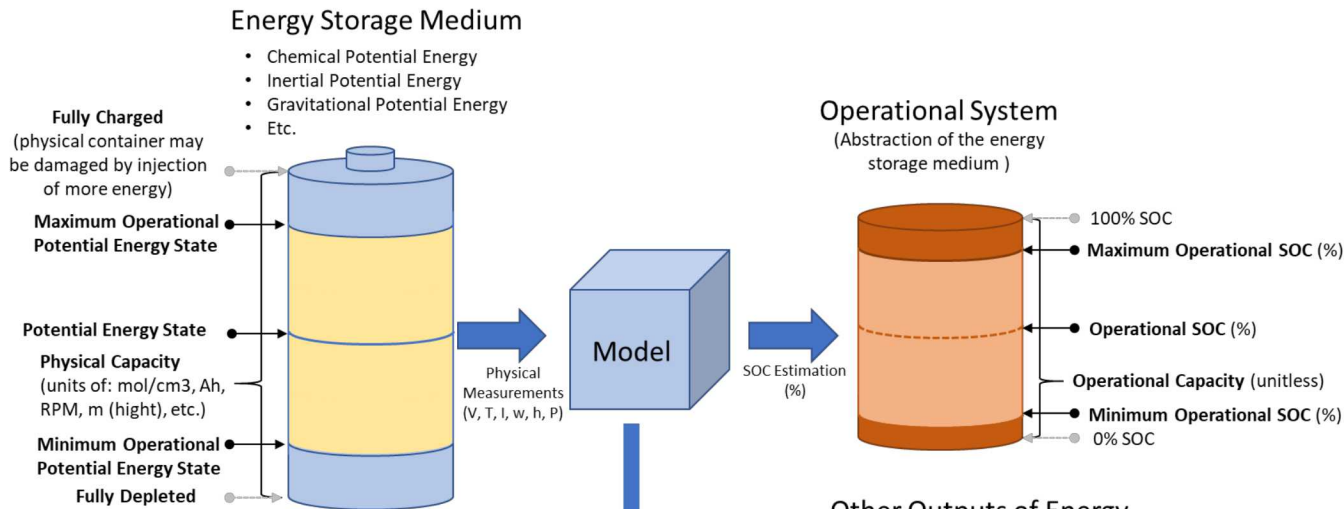 Energy Storage Medium
• Chemical Potential Energy
• Inertial Potential Energy
• Gravitational Potential Energy
• Etc.
Fully Charged
(physical container may
be damaged by injection
of more energy)
Maximum Operational
Potential Energy State
Potential Energy State
Physical Capacity
(units of: mol/cm3, Ah,
RPM, m (hight), etc.)
Minimum Operational
Potential Energy State
Fully Depleted
Physical
Measurements
(V, T, I, w, h, P)
Model
SOC Estimation
(%)
Operational System
(Abstraction of the energy
storage medium )
100% SOC
Maximum Operational SOC (%)
Operational SOC (%)
Operational Capacity (unitless)
Minimum Operational SOC (%)
0% SOC
Other Outputs of Energy